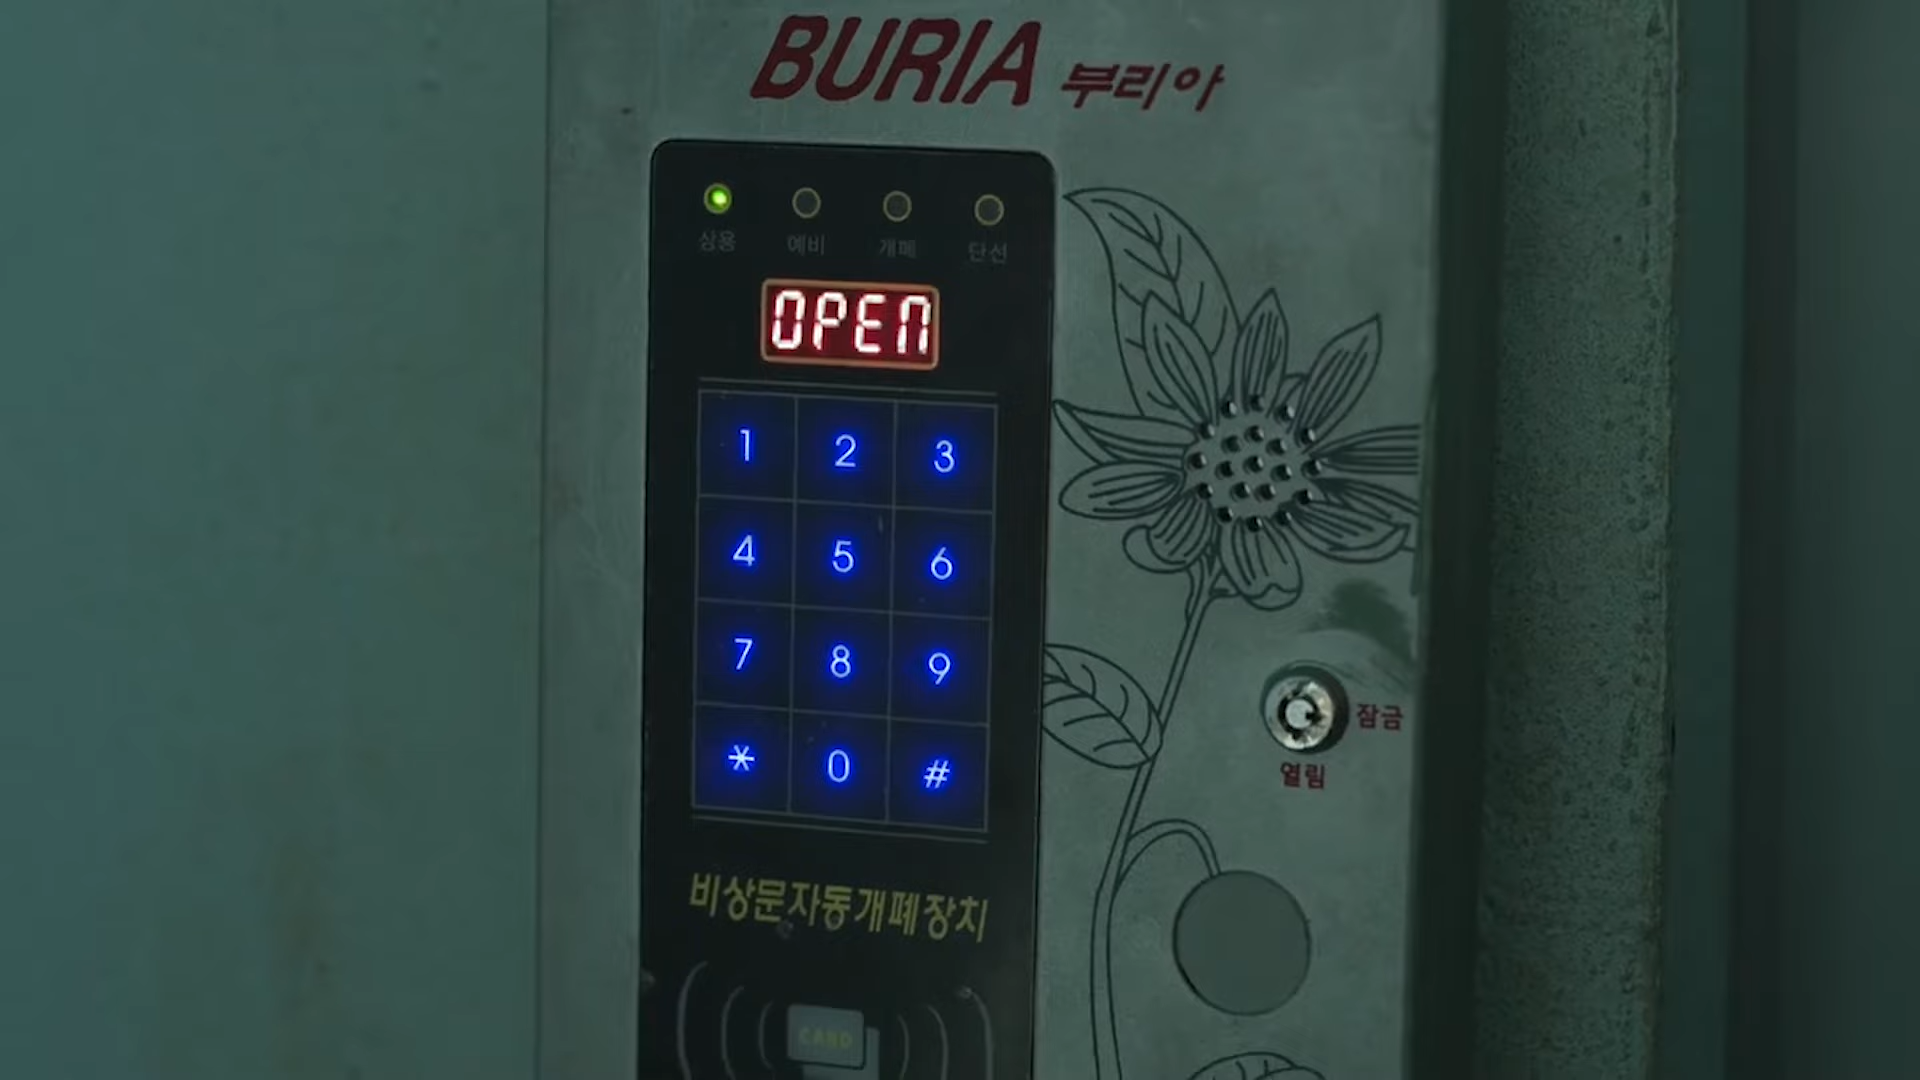 BURIA 부리아
상용 예비 개폐 단선
OPEN
1 2 3
4 5 6
7 8 9
* 0 #
잠금
열림
비상문자동개폐장치
CARD